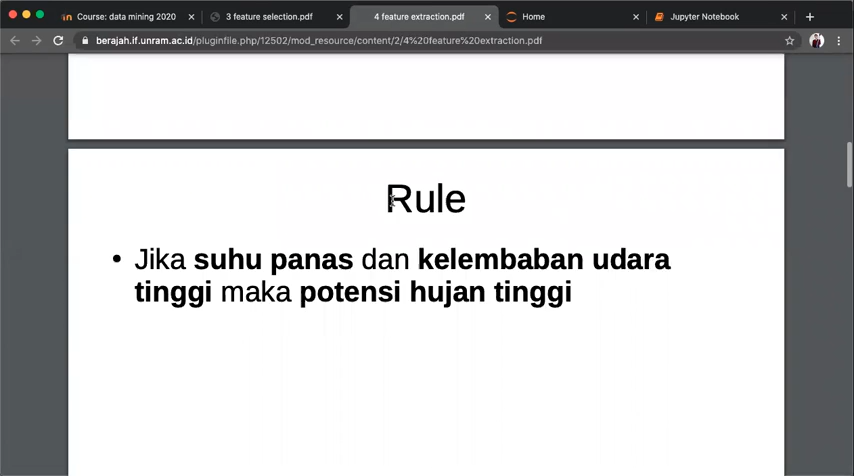 Course: data mining 2020
3 feature selection.pdf
4 feature extraction.pdf
Home
Jupyter Notebook
berajah.if.unram.ac.id/pluginfile.php/12502/mod_resource/content/2/4%20feature%20extraction.pdf
Rule
• Jika suhu panas dan kelembaban udara
tinggi maka potensi hujan tinggi